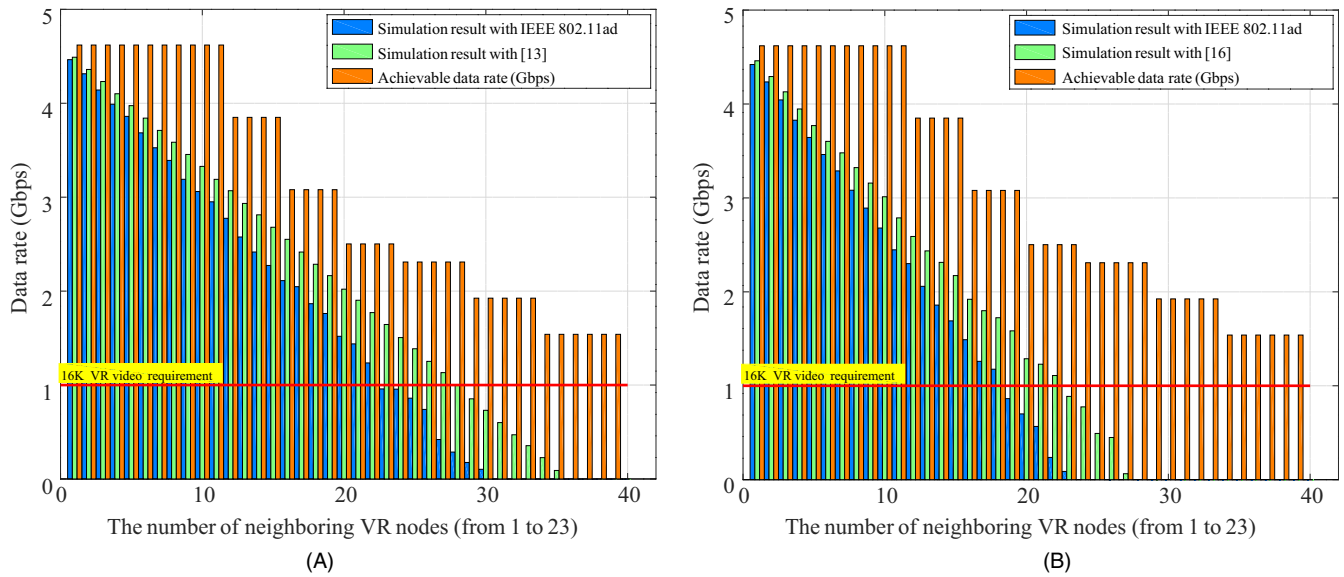 Simulation result with IEEE 802.11ad
Simulation result with [13]
Achievable data rate (Gbps)
5
4
3
2
1
0
Data rate (Gbps)
16K VR video requirement
0 10 20 30 40
The number of neighboring VR nodes (from 1 to 23)
(A)
Simulation result with IEEE 802.11ad
Simulation result with [16]
Achievable data rate (Gbps)
5
4
3
2
1
0
Data rate (Gbps)
16K VR video requirement
0 10 20 30 40
The number of neighboring VR nodes (from 1 to 23)
(B)